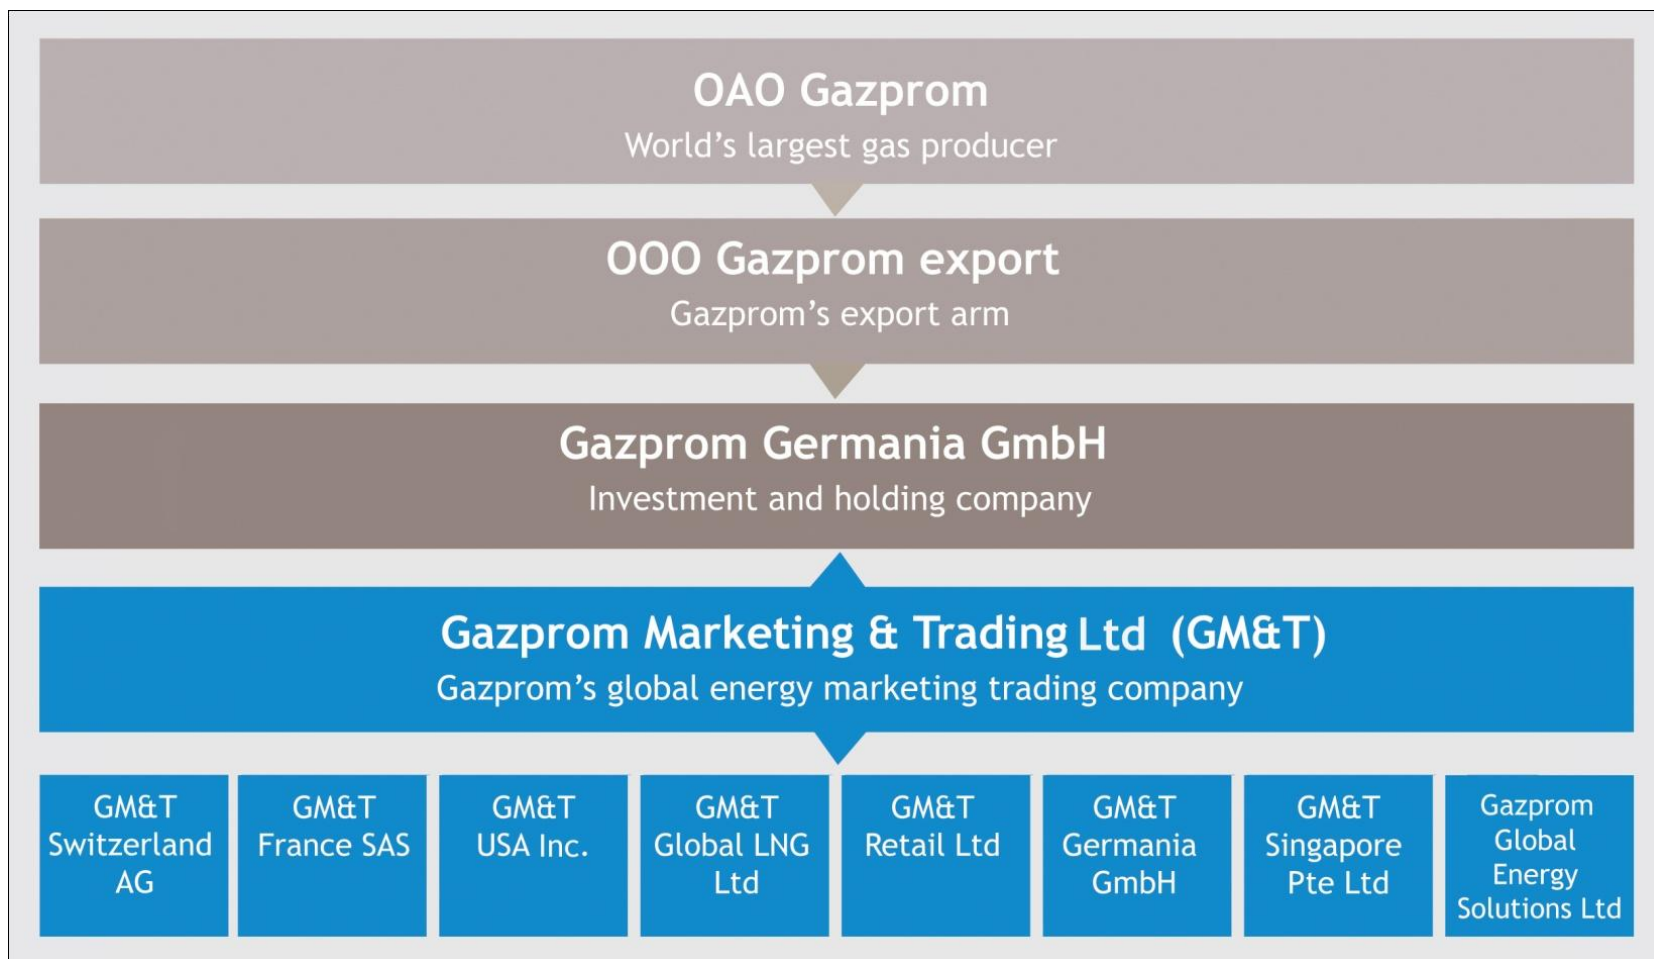 OAO Gazprom
World's largest gas producer
OOO Gazprom export
Gazprom's export arm
Gazprom Germania GmbH
Investment and holding company
Gazprom Marketing & Trading Ltd (GM&T)
Gazprom's global energy marketing trading company
GM&T
Switzerland
AG
GM&T
France SAS
GM&T
USA Inc.
GM&T
Global LNG
Ltd
GM&T
Retail Ltd
GM&T
Germania
GmbH
GM&T
Singapore
Pte Ltd
Gazprom
Global
Energy
Solutions Ltd